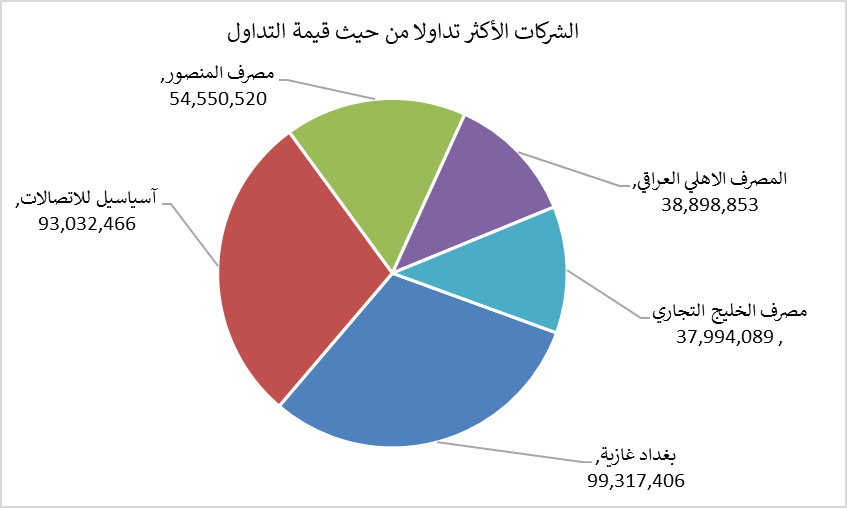 الشركات الأكثر تداولا من حيث قيمة التداول
مصرف المنصور,
54,550,520
المصرف الاهلي العراقي,
38,898,853
آسياسيل للاتصالات,
93,032,466
مصرف الخليج التجاري
, 37,994,089
بغداد غازية,
99,317,406